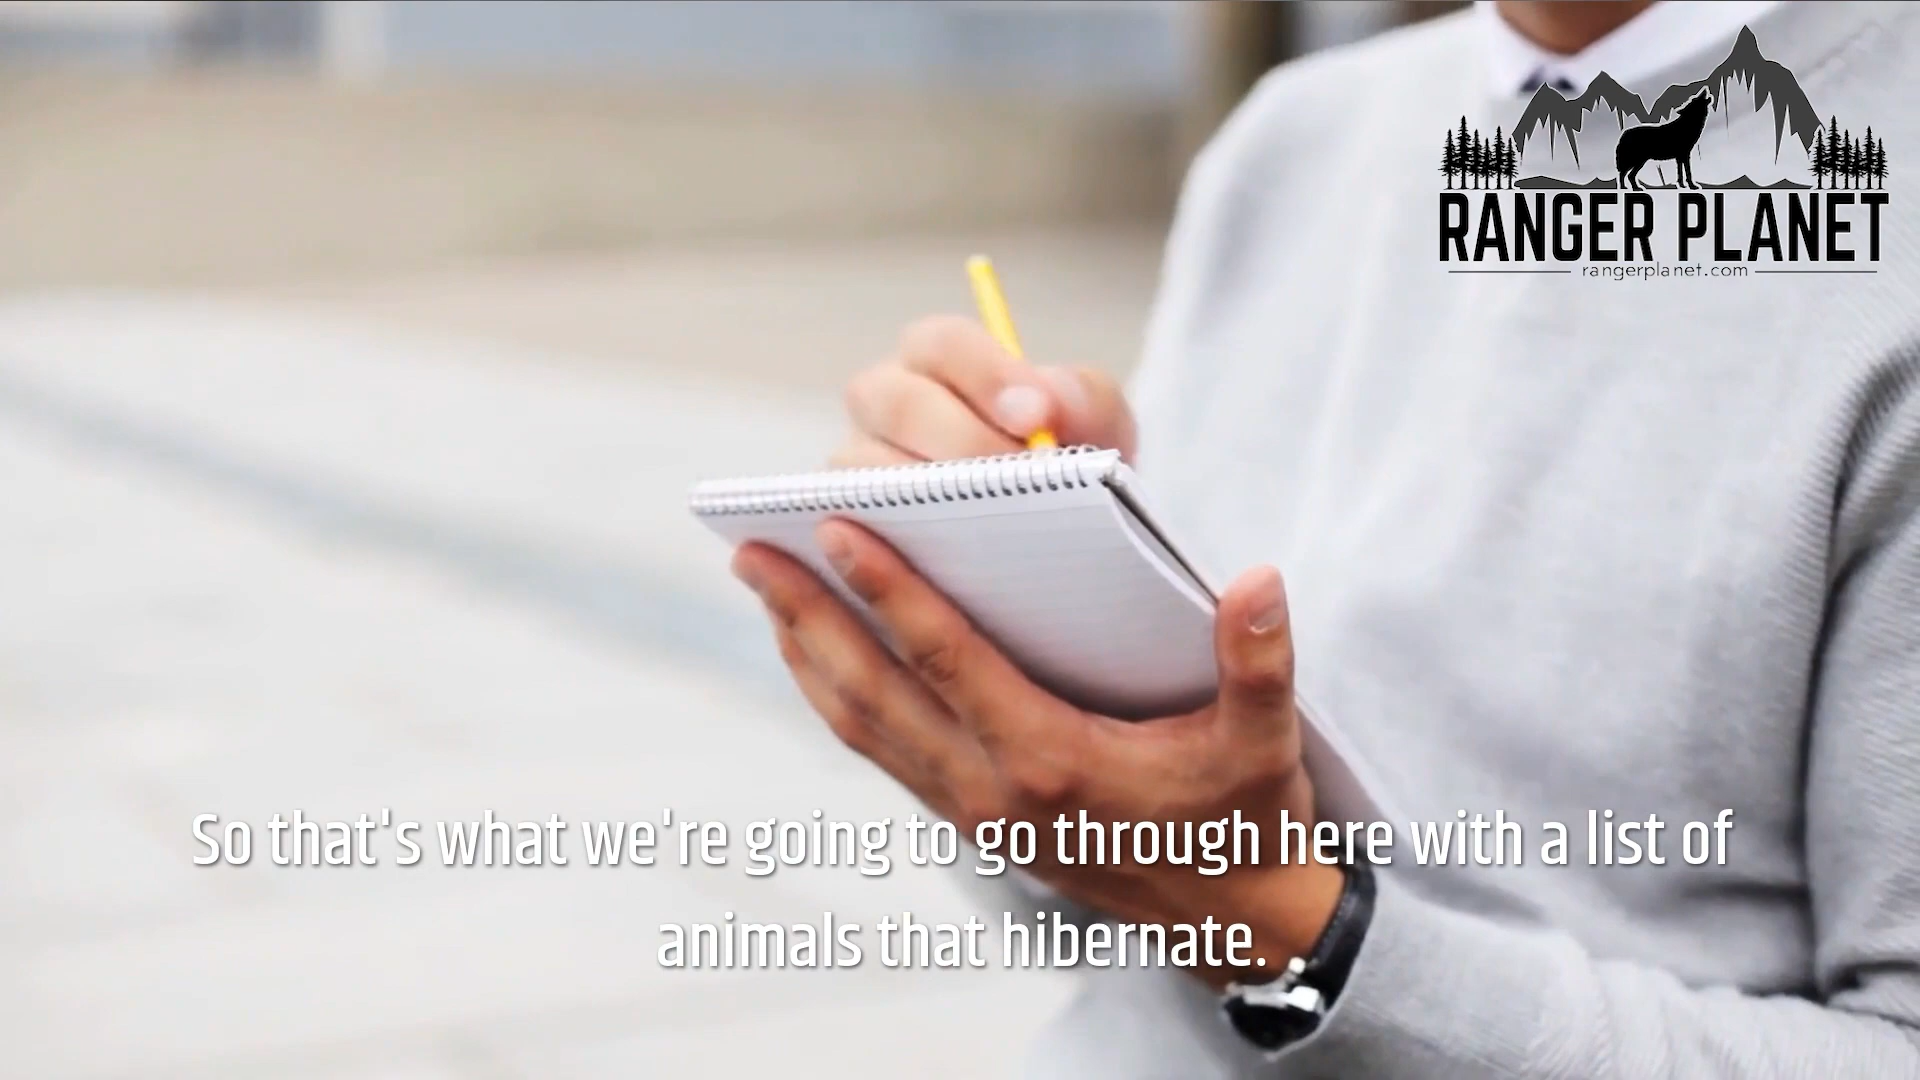 RANGER PLANET
rangerplanet.com
So that's what we're going to go through here with a list of
animals that hibernate.